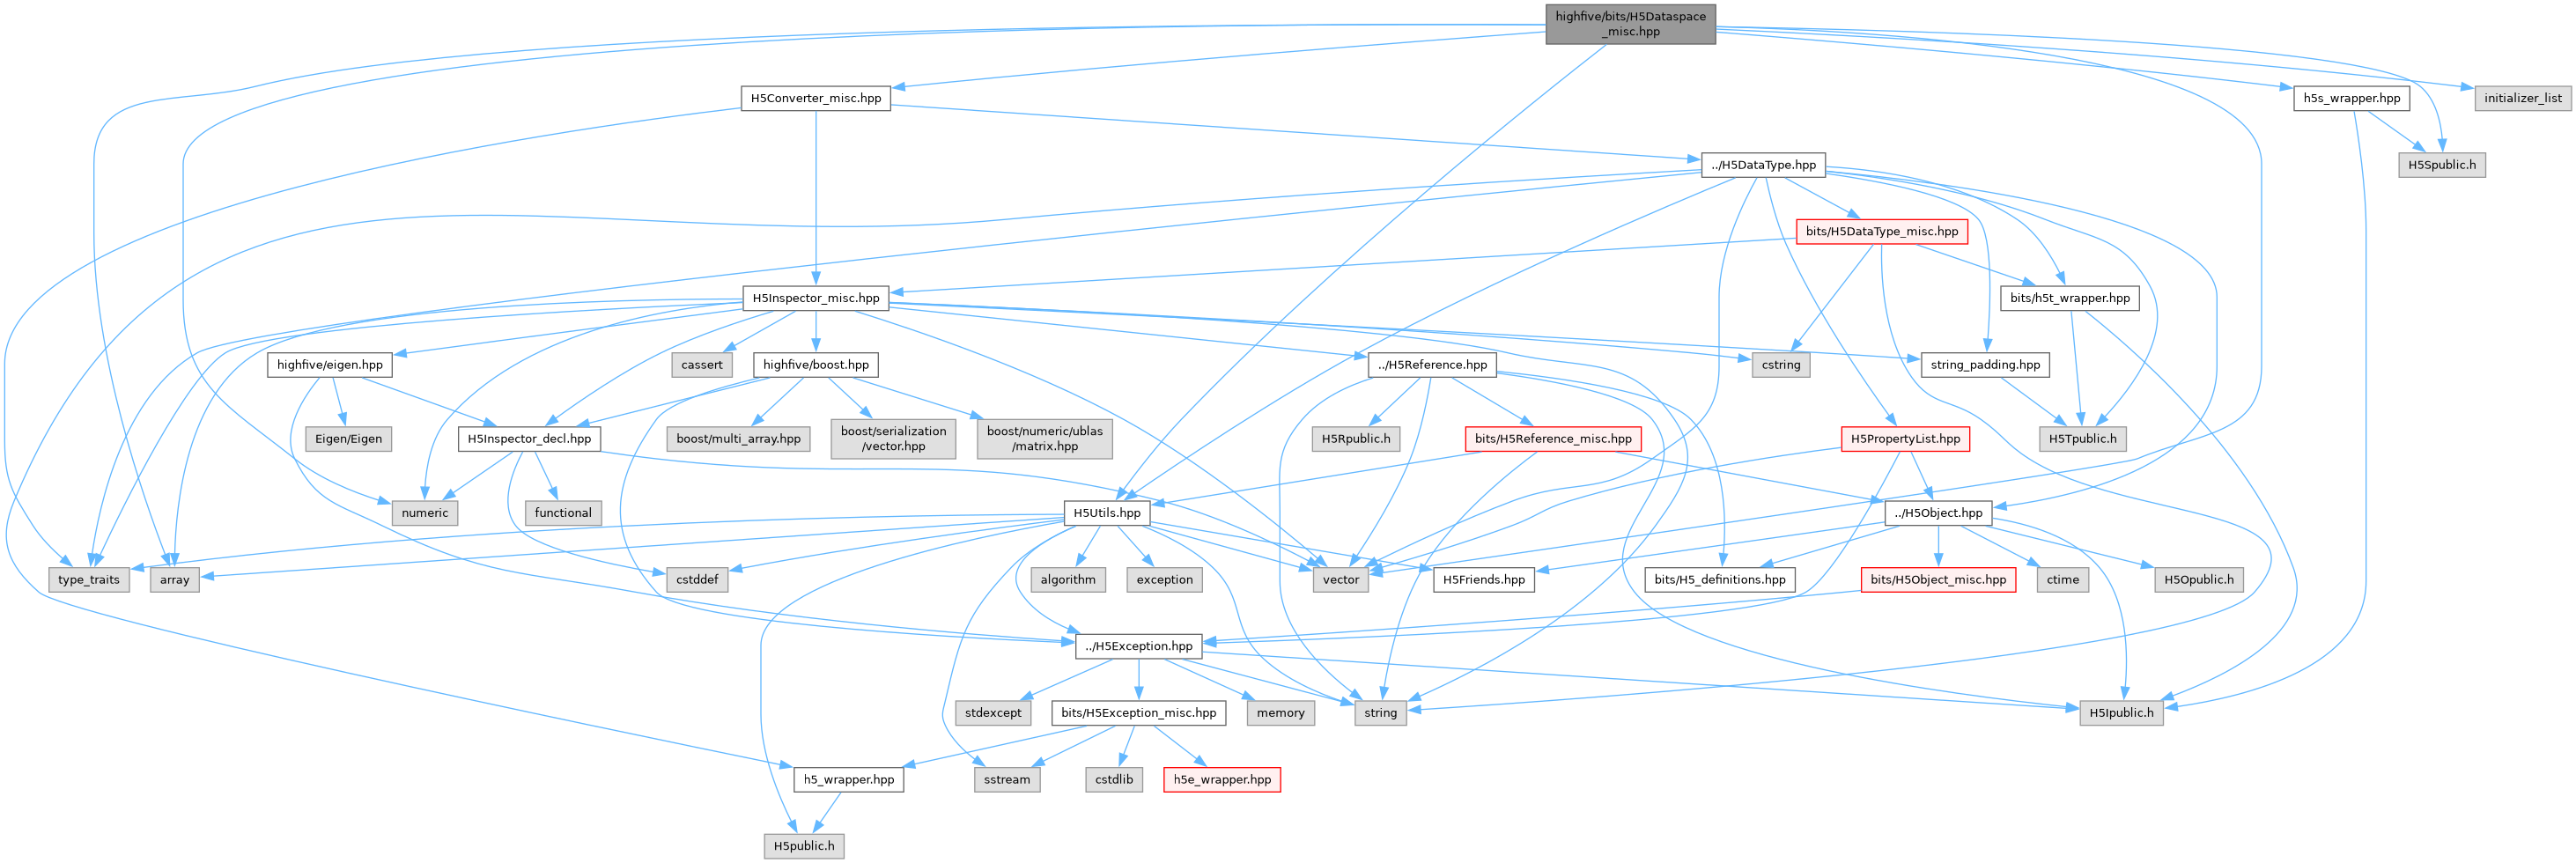 highfive/bits/H5Dataspace
_misc.hpp
H5Converter_misc.hpp
h5s_wrapper.hpp
initializer_list
../H5DataType.hpp
H5Spublic.h
bits/H5DataType_misc.hpp
H5Inspector_misc.hpp
bits/h5t_wrapper.hpp
highfive/eigen.hpp
cassert
highfive/boost.hpp
../H5Reference.hpp
cstring
string_padding.hpp
Eigen/Eigen
H5Inspector_decl.hpp
boost/multi_array.hpp
boost/serialization
/vector.hpp
boost/numeric/ublas
/matrix.hpp
H5Rpublic.h
bits/H5Reference_misc.hpp
H5PropertyList.hpp
H5Tpublic.h
numeric
functional
H5Utils.hpp
../H5Object.hpp
type_traits
array
cstddef
algorithm
exception
vector
H5Friends.hpp
bits/H5_definitions.hpp
bits/H5Object_misc.hpp
ctime
H5Opublic.h
../H5Exception.hpp
stdexcept
bits/H5Exception_misc.hpp
memory
string
H5Ipublic.h
h5_wrapper.hpp
sstream
cstdlib
h5e_wrapper.hpp
H5public.h